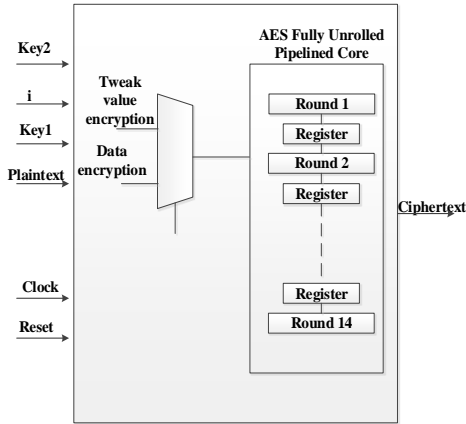 Key2
i
Key1
Plaintext
Clock
Reset
Tweak
value
encryption
Data
encryption
AES Fully Unrolled
Pipelined Core
Round 1
Register
Round 2
Register
Register
Round 14
Ciphertext